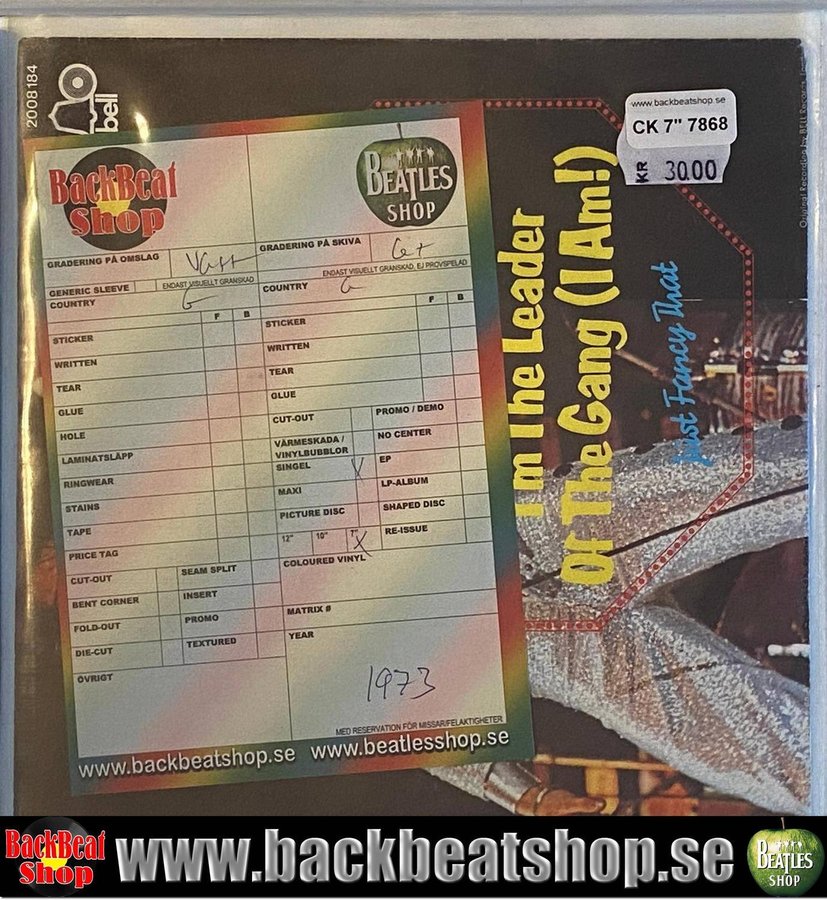 2008184
bell
www.backbeatshop.se
CK 7" 7868
KR 30.00
I'm The Leader
Of The Gang (I Am!)
Just Fancy That
BackBeat
Shop
BEATLES
SHOP
GRADERING PÅ OMSLAG
VG++
GRADERING PÅ SKIVA
ENDAST VISUELLT GRANSKAD
ENDAST VISUELLT GRANSKAD, EJ PROVSPELAD
GENERIC SLEEVE
COUNTRY
G
F B
STICKER
WRITTEN
TEAR
GLUE
HOLE
LAMINATSLÄPP
RINGWEAR
STAINS
TAPE
PRICE TAG
CUT-OUT
SEAM SPLIT
BENT CORNER
INSERT
FOLD-OUT
PROMO
DIE-CUT
TEXTURED
ÖVRIGT
COUNTRY
G
F B
STICKER
WRITTEN
TEAR
GLUE
CUT-OUT
PROMO / DEMO
VÄRMESKADA /
VINYLBUBBLOR
NO CENTER
SINGEL X
EP
MAXI
LP-ALBUM
PICTURE DISC
SHAPED DISC
12" 10" 7" X
RE-ISSUE
COLOURED VINYL
MATRIX #
YEAR
1973
MED RESERVATION FÖR MISSAR/FELAKTIGHETER
www.backbeatshop.se www.beatlesshop.se
BackBeat
Shop
www.backbeatshop.se
BEATLES
SHOP